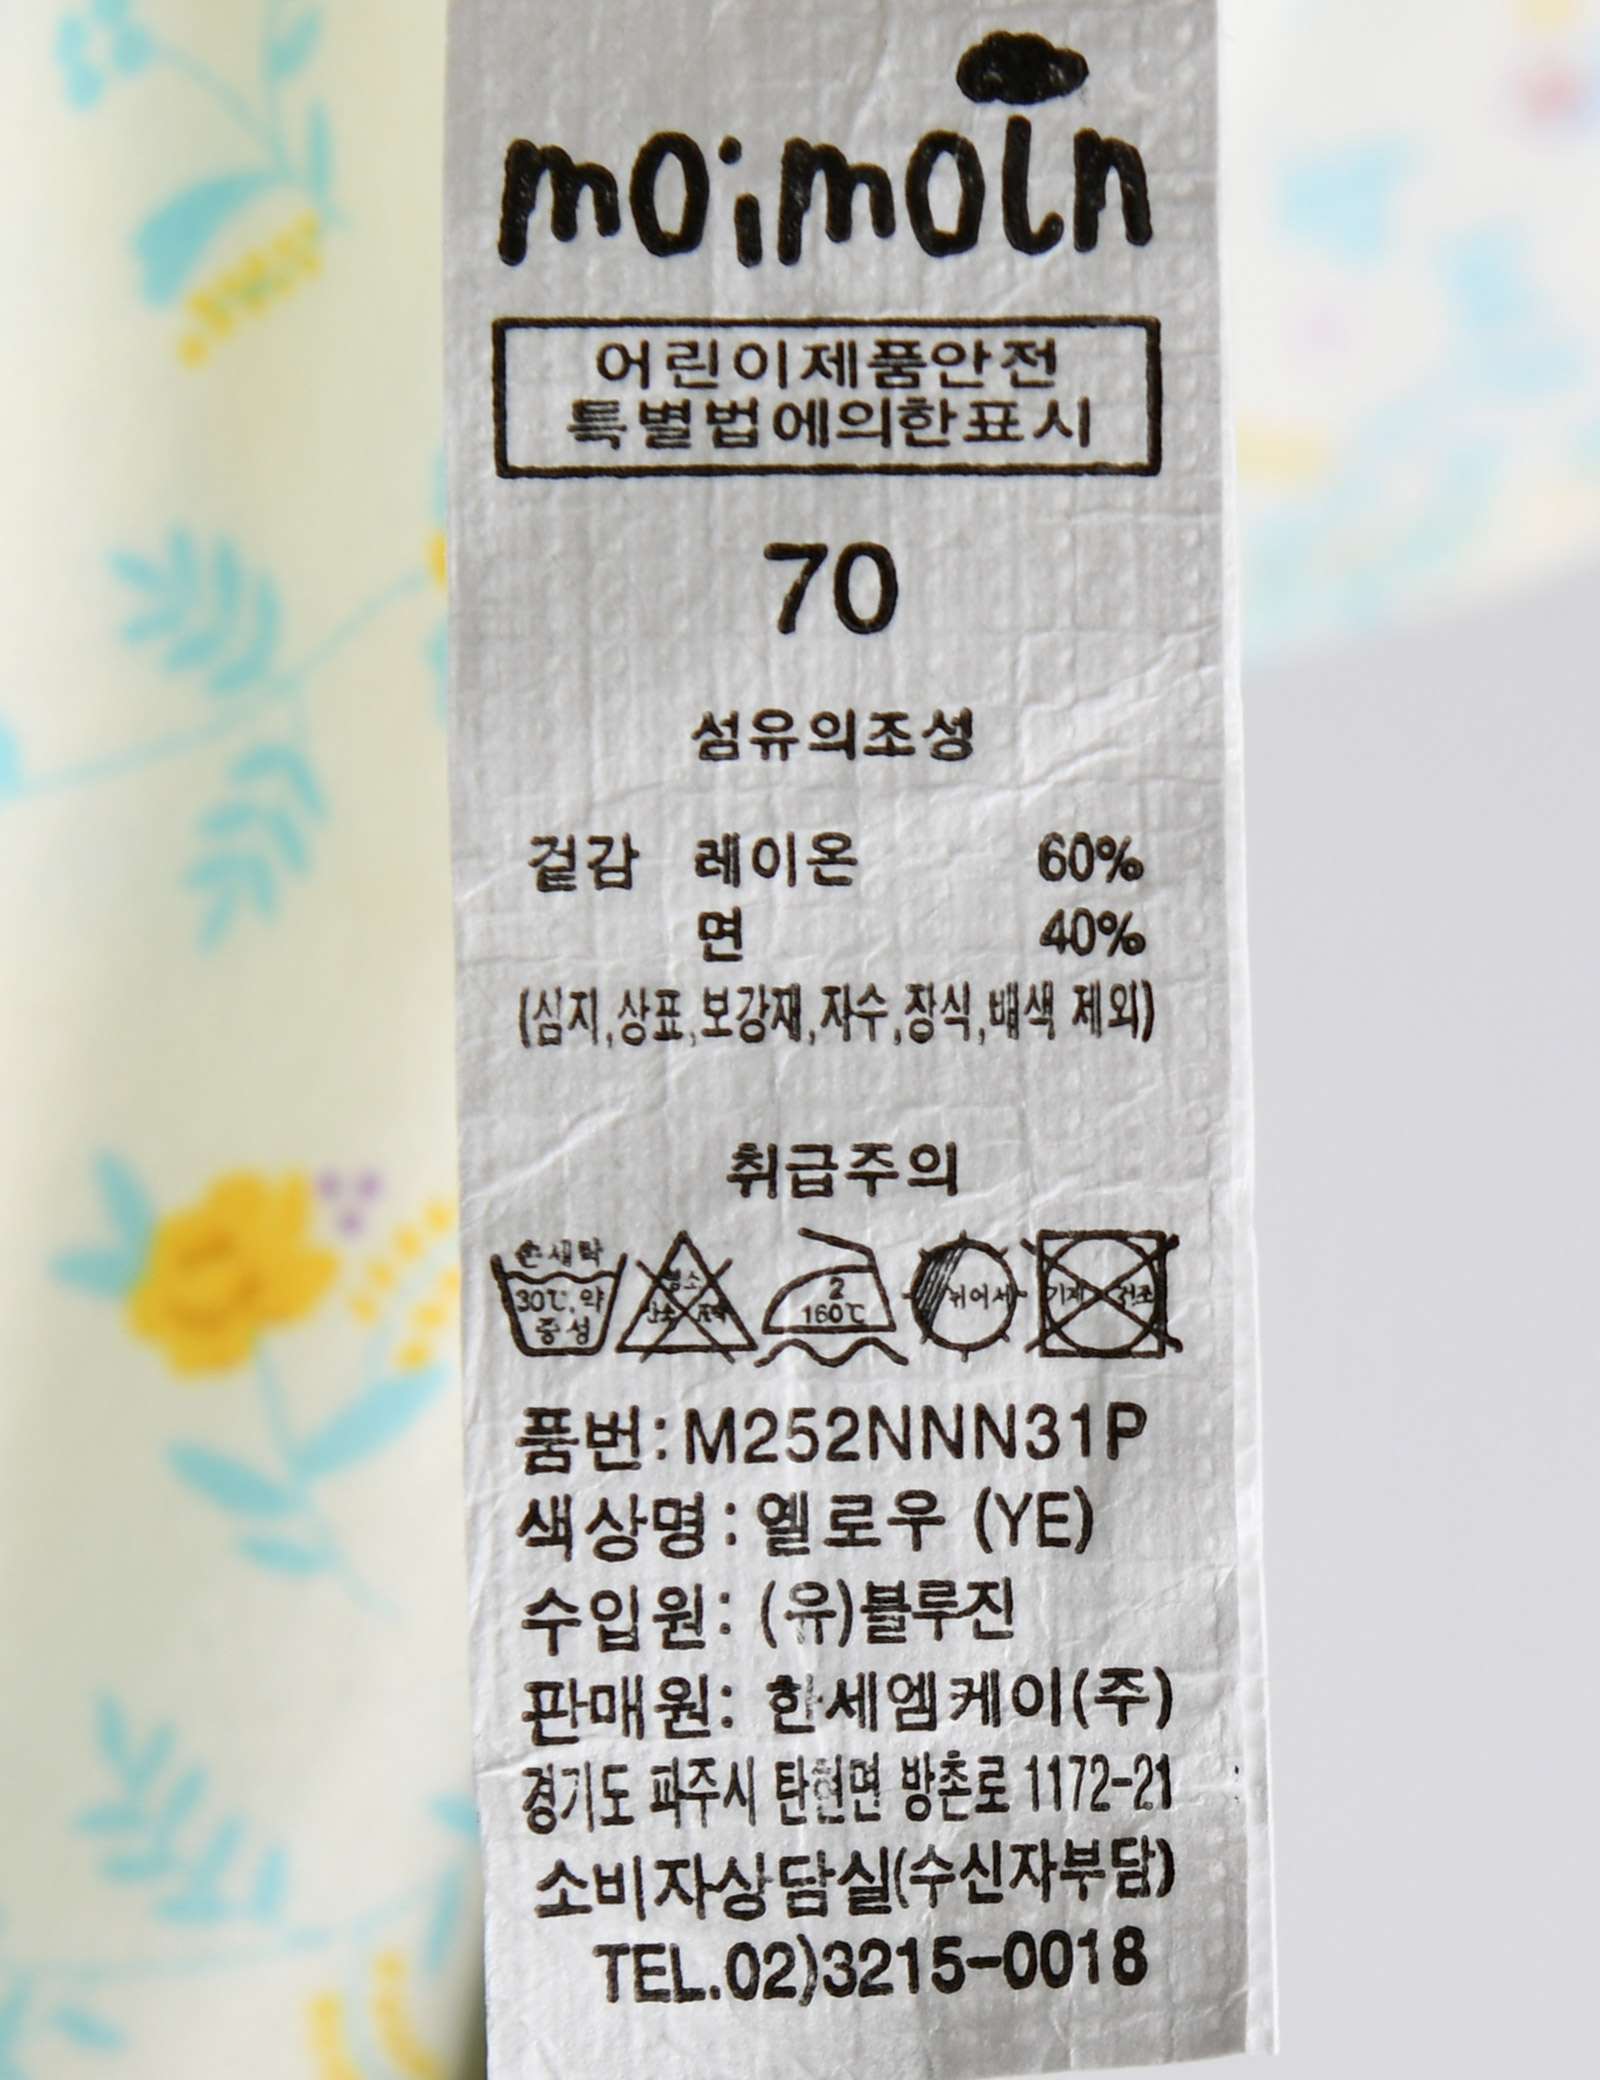 moimoln
어린이제품안전
특별법에의한표시
70
섬유의조성
겉감 레이온 60%
면 40%
(심지,상표,보강재,자수,장식,배색 제외)
취급주의
손세탁
30℃,약
중성
염소
산소 표백
2
160℃
뉘어서
기계 건조
품번:M252NNN31P
색상명:옐로우 (YE)
수입원: (유)블루진
판매원: 한세엠케이(주)
경기도 파주시 탄현면 방촌로 1172-21
소비자상담실(수신자부담)
TEL.02)3215-0018